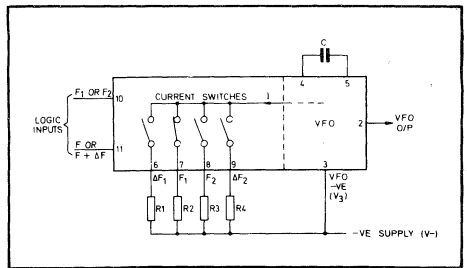 C
4 5
F1 OR F2 10
CURRENT SWITCHES I
LOGIC
INPUTS
VFO
2 VFO
O/P
F OR
F + ΔF 11
6 7 8 9 3
ΔF1 F1 F2 ΔF2 VFO
-VE
(V3)
R1 R2 R3 R4
-VE SUPPLY (V-)